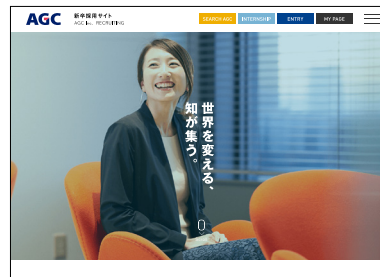 AGC
新卒採用サイト
AGC Inc. RECRUITING
SEARCH AGC
INTERNSHIP
ENTRY
MY PAGE
世界を変える、
知が集う。